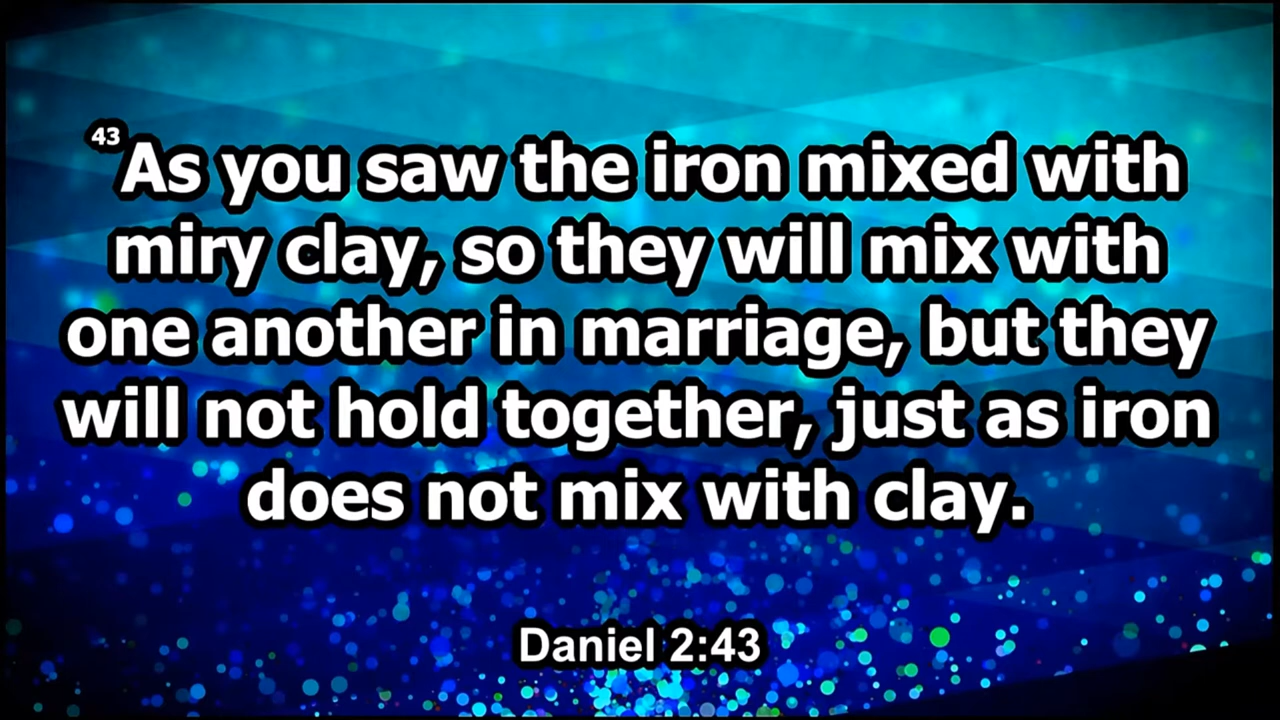 43 As you saw the iron mixed with
miry clay, so they will mix with
one another in marriage, but they
will not hold together, just as iron
does not mix with clay.
Daniel 2:43